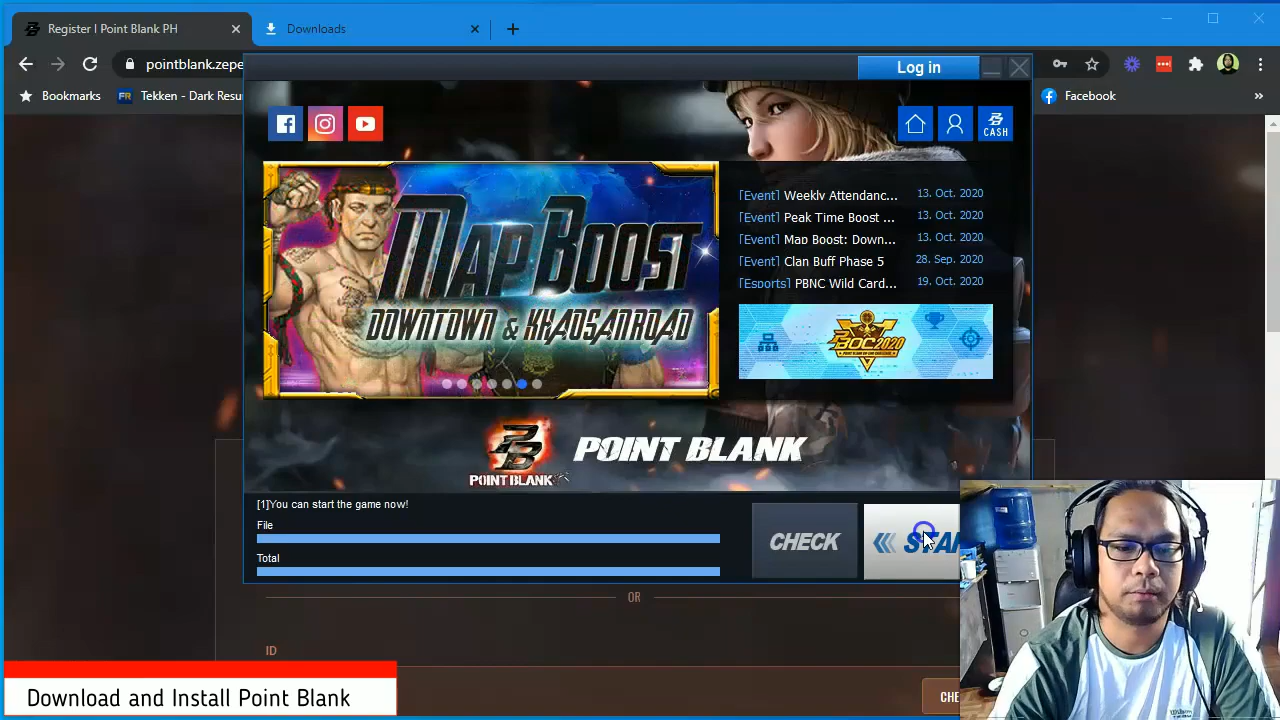 Register | Point Blank PH
Downloads
pointblank.zepe
Bookmarks
Tekken - Dark Resu
Facebook
Log in
CASH
MAP BOOST
DOWNTOWN & KHAOSANROAD
[Event] Weekly Attendanc... 13. Oct. 2020
[Event] Peak Time Boost ... 13. Oct. 2020
[Event] Map Boost: Down... 13. Oct. 2020
[Event] Clan Buff Phase 5 28. Sep. 2020
[Esports] PBNC Wild Card... 19. Oct. 2020
BOC2020
POINT BLANK
POINT BLANK
[1]You can start the game now!
File
Total
CHECK
STAR
OR
ID
CHE
Download and Install Point Blank